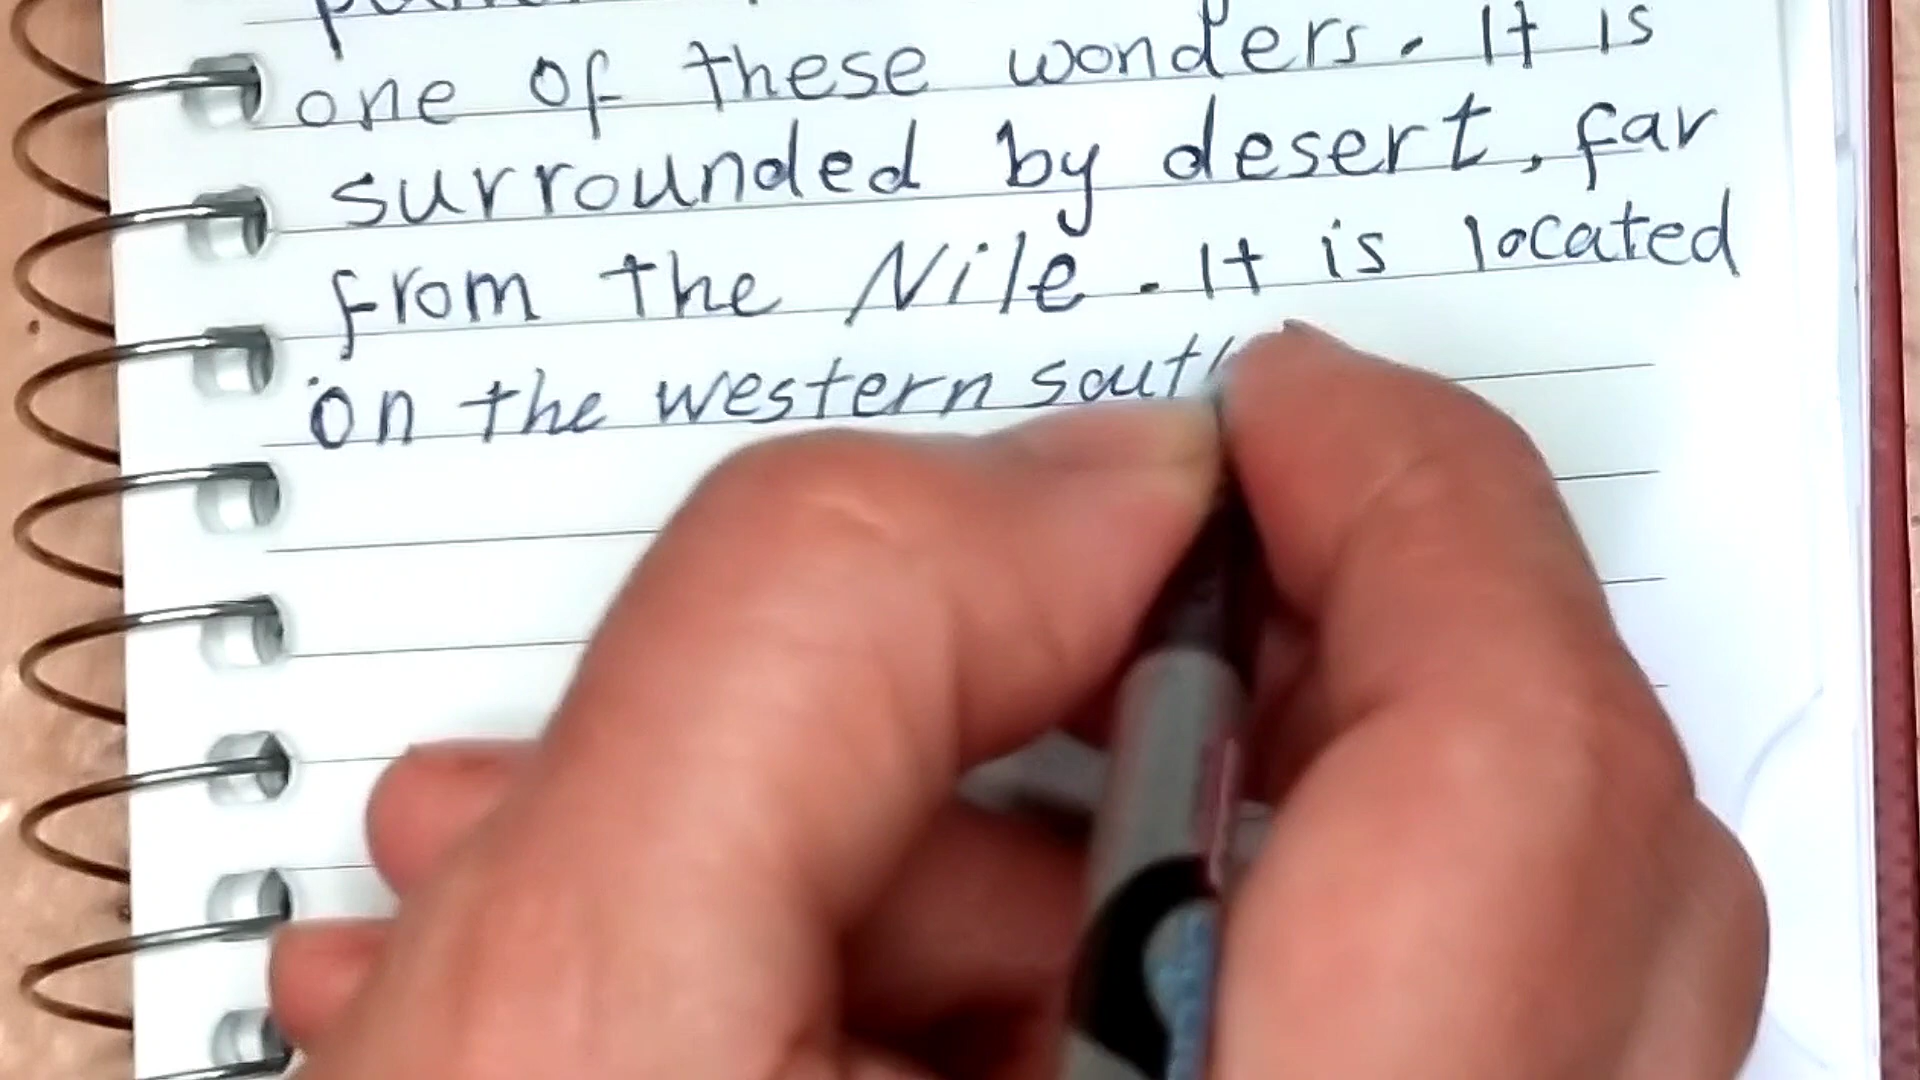 one of these wonders. It is
surrounded by desert, far
from the Nile. It is located
on the western south